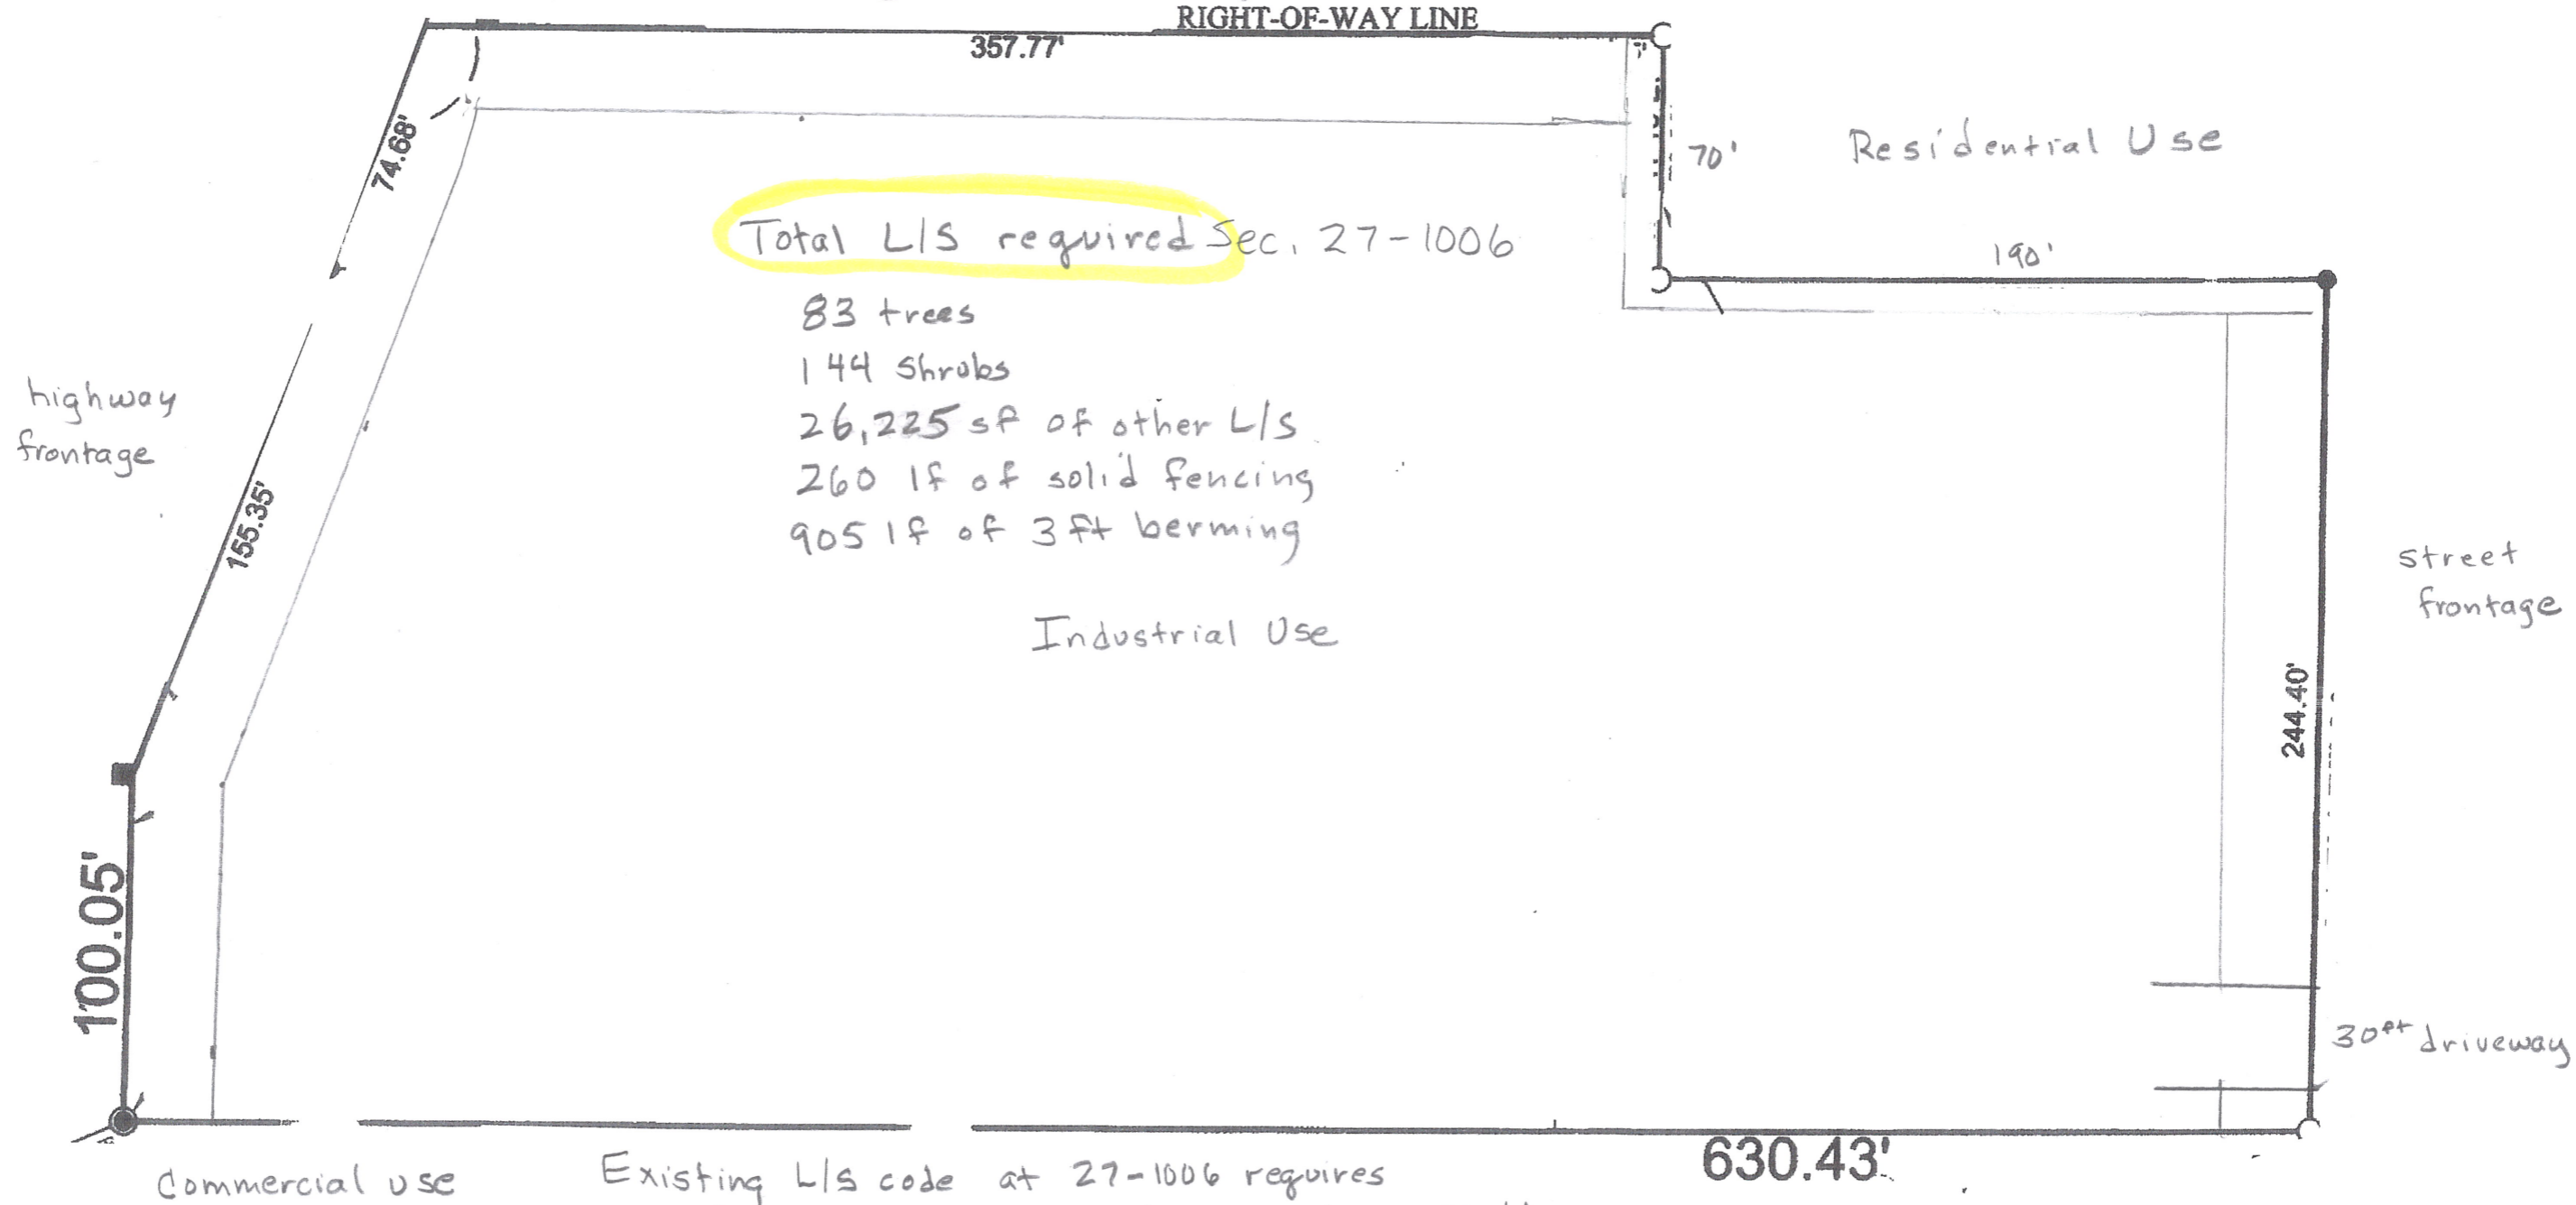 RIGHT-OF-WAY LINE
357.77'
7'
74.68'
70'
Residential Use
Total L/S required Sec. 27-1006
190'
83 trees
144 Shrubs
highway
frontage
26,225 sf of other L/S
260 lf of solid fencing
905 lf of 3 ft berming
155.35'
street
frontage
Industrial Use
244.40'
100.05'
30ft driveway
630.43'
Commercial use
Existing L/S code at 27-1006 requires